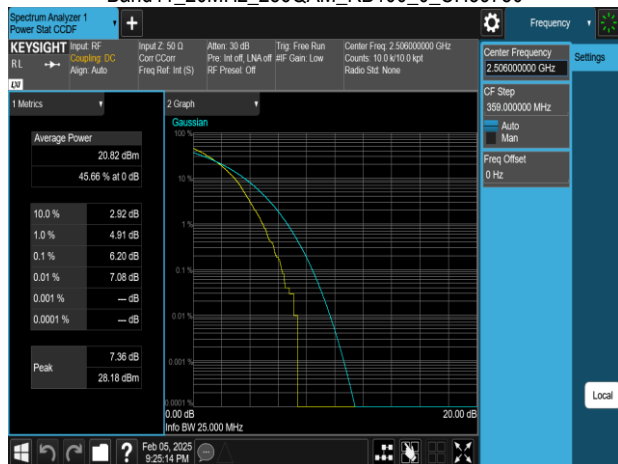 Spectrum Analyzer 1
Power Stat CCDF
Frequency
KEYSIGHT
RL
LXI
Input: RF
Coupling: DC
Align: Auto
Input Z: 50 Ω
Corr CCorr
Freq Ref: Int (S)
Atten: 30 dB
Pre: Int off, LNA off
RF Preset: Off
Trig: Free Run
#IF Gain: Low
Center Freq: 2.506000000 GHz
Counts: 10.0 k/10.0 kpt
Radio Std: None
1 Metrics
Average Power
20.82 dBm
45.66 % at 0 dB
10.0 % 2.92 dB
1.0 % 4.91 dB
0.1 % 6.20 dB
0.01 % 7.08 dB
0.001 % --- dB
0.0001 % --- dB
Peak
7.36 dB
28.18 dBm
2 Graph
Gaussian
100 %
10 %
1 %
0.1 %
0.01 %
0.001 %
0.0001 %
0.00 dB 20.00 dB
Info BW 25.000 MHz
Center Frequency
2.506000000 GHz
CF Step
359.000000 MHz
Auto
Man
Freq Offset
0 Hz
Settings
Local
?
Feb 05, 2025
9:25:14 PM